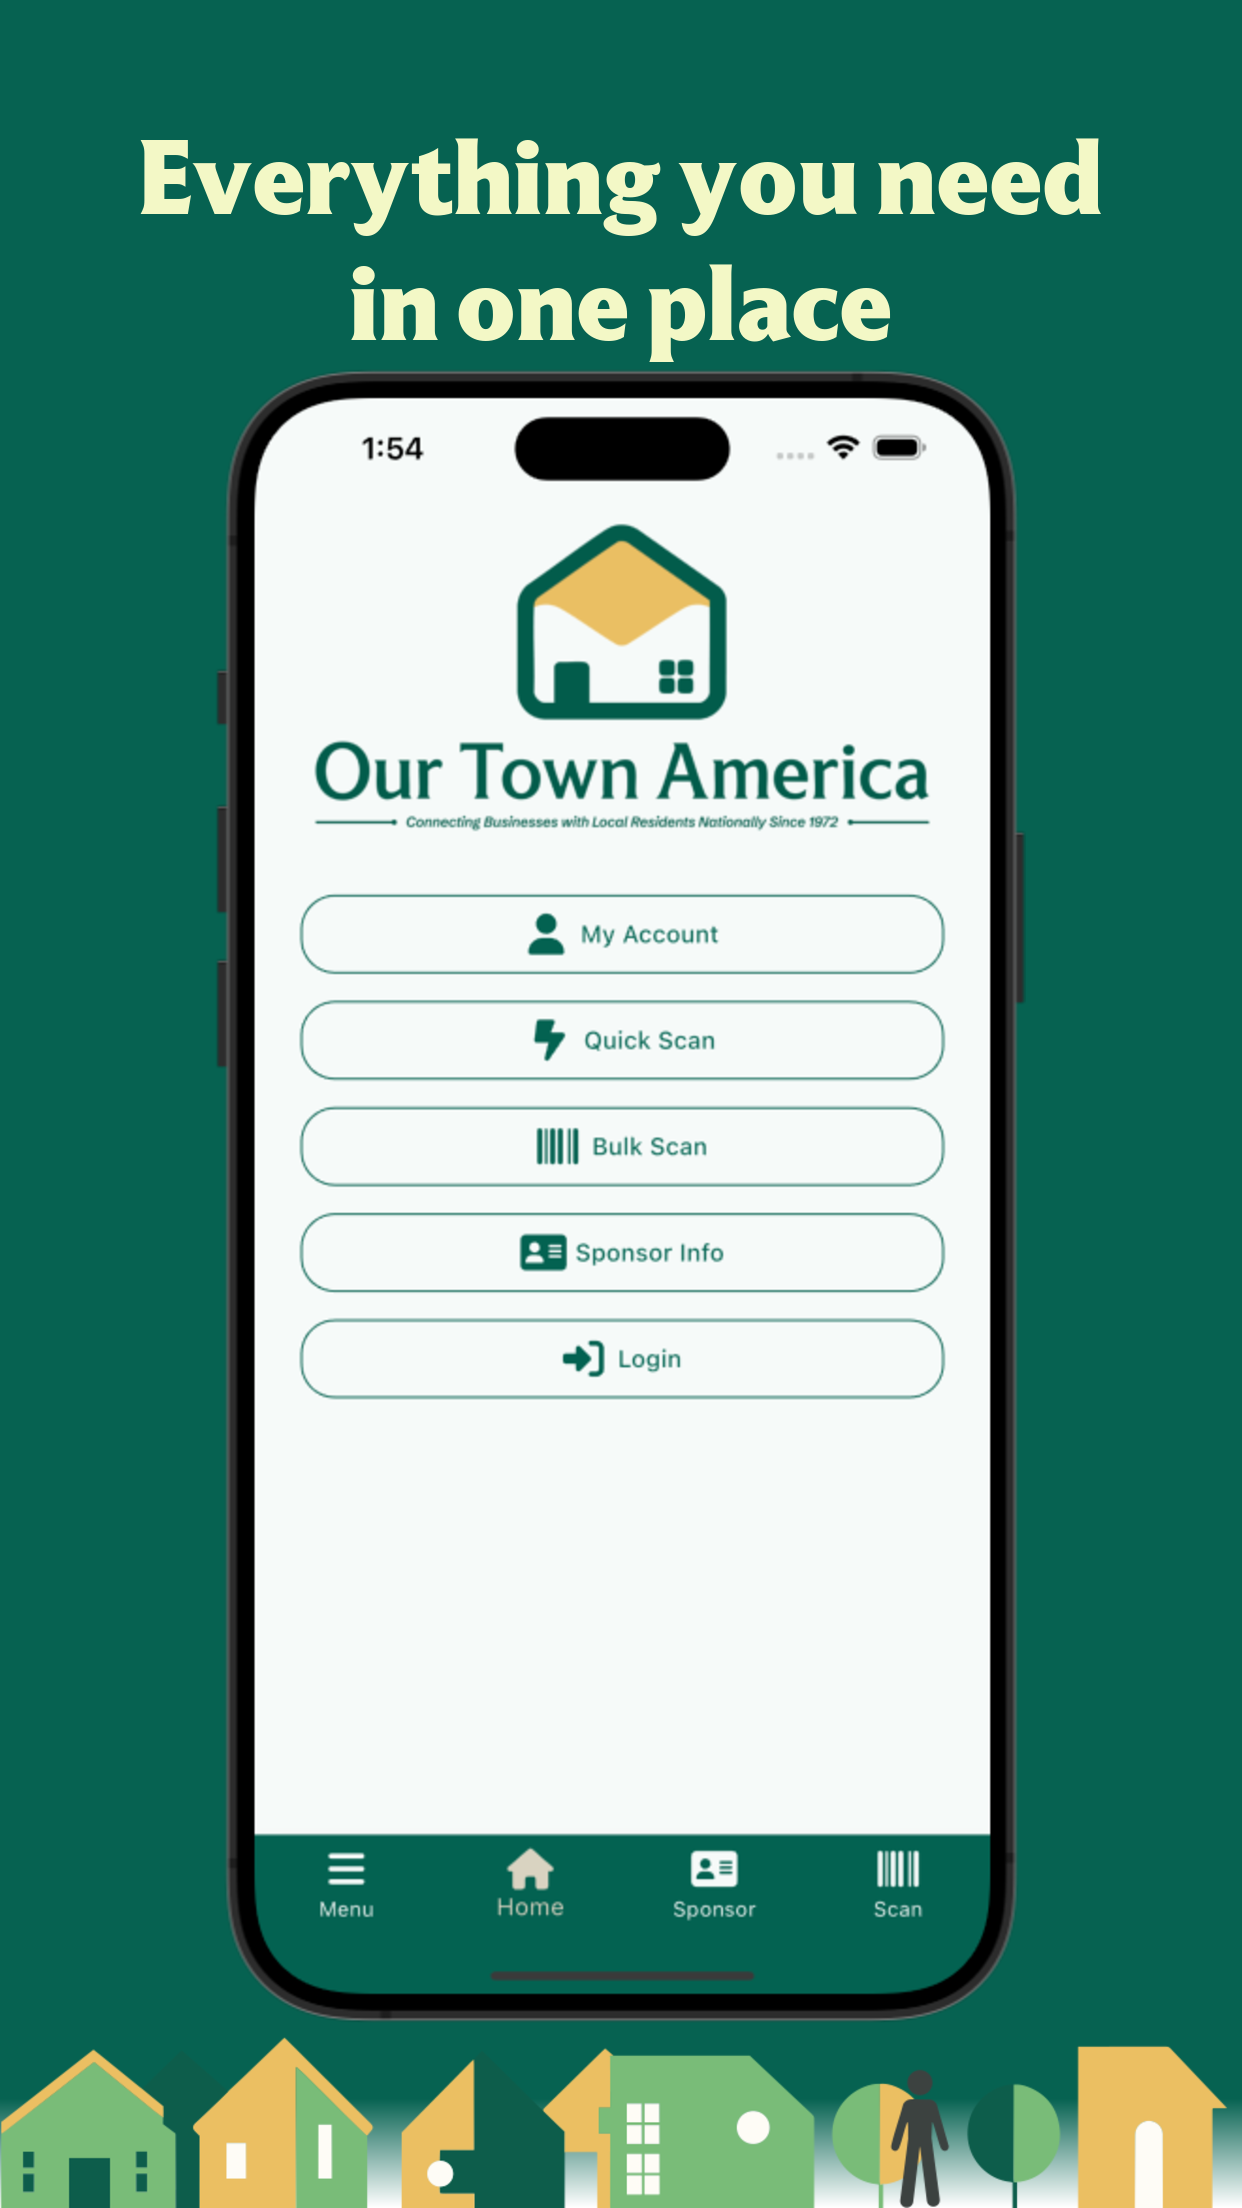 Everything you need
in one place
1:54
Our Town America
Connecting Businesses with Local Residents Nationally Since 1972
My Account
Quick Scan
Bulk Scan
Sponsor Info
Login
Menu
Home
Sponsor
Scan